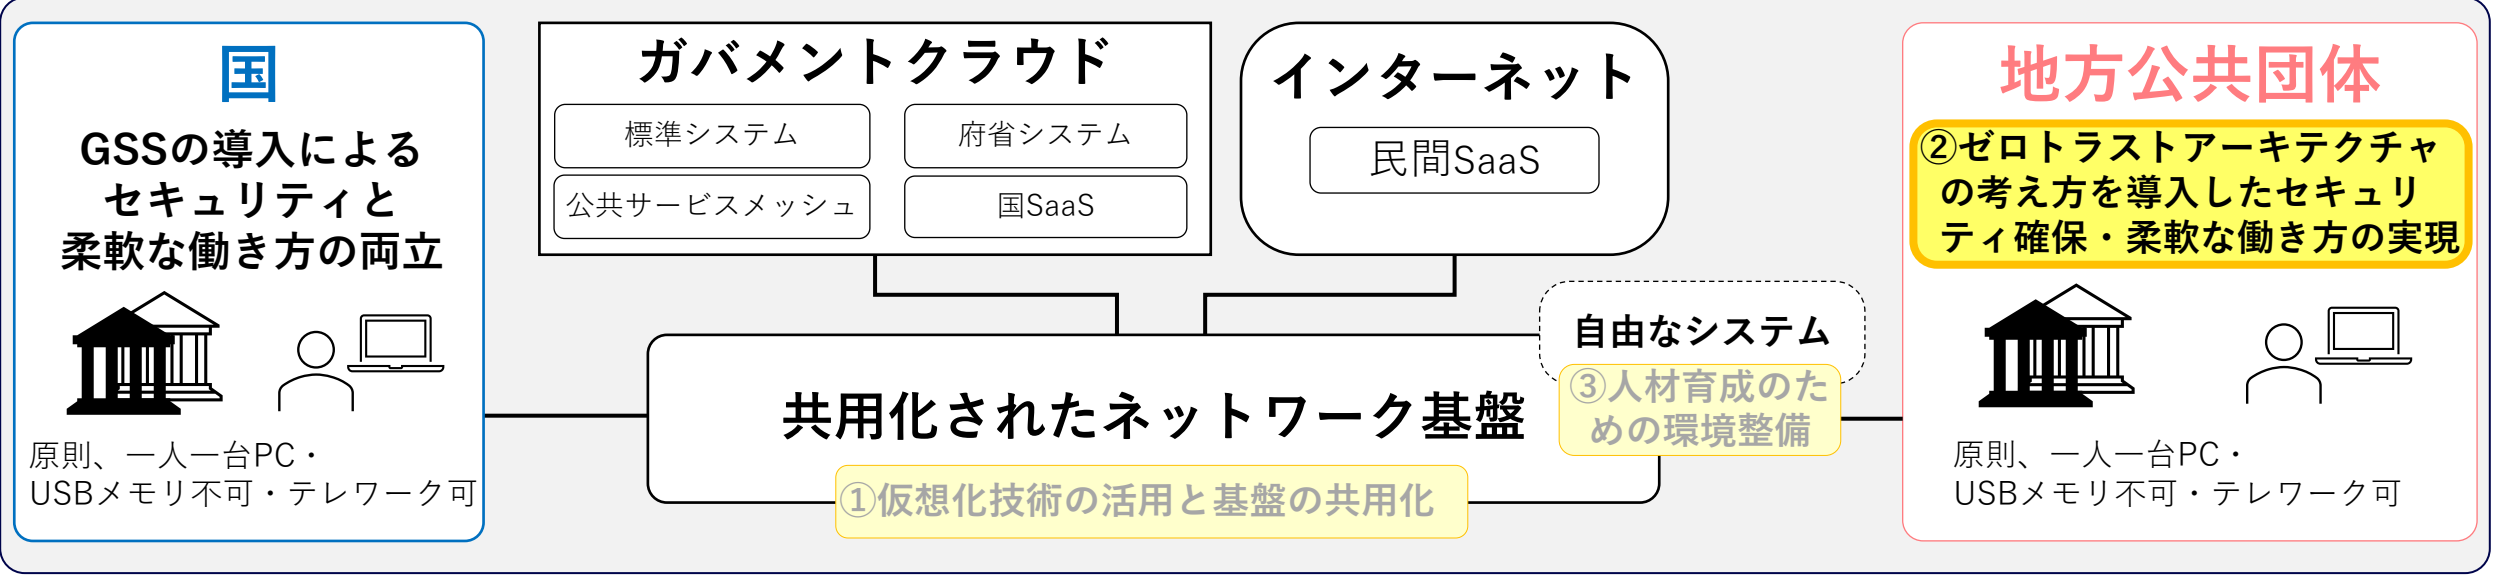 国
GSSの導入による
セキュリティと
柔軟な働き方の両立
原則、一人一台PC・
USBメモリ不可・テレワーク可
ガバメントクラウド
標準システム
府省システム
公共サービスメッシュ
国SaaS
インターネット
民間SaaS
自由なシステム
③人材育成のた
めの環境整備
共用化されたネットワーク基盤
①仮想化技術の活用と基盤の共用化
地方公共団体
②ゼロトラストアーキテクチャ
の考え方を導入したセキュリ
ティ確保・柔軟な働き方の実現
原則、一人一台PC・
USBメモリ不可・テレワーク可